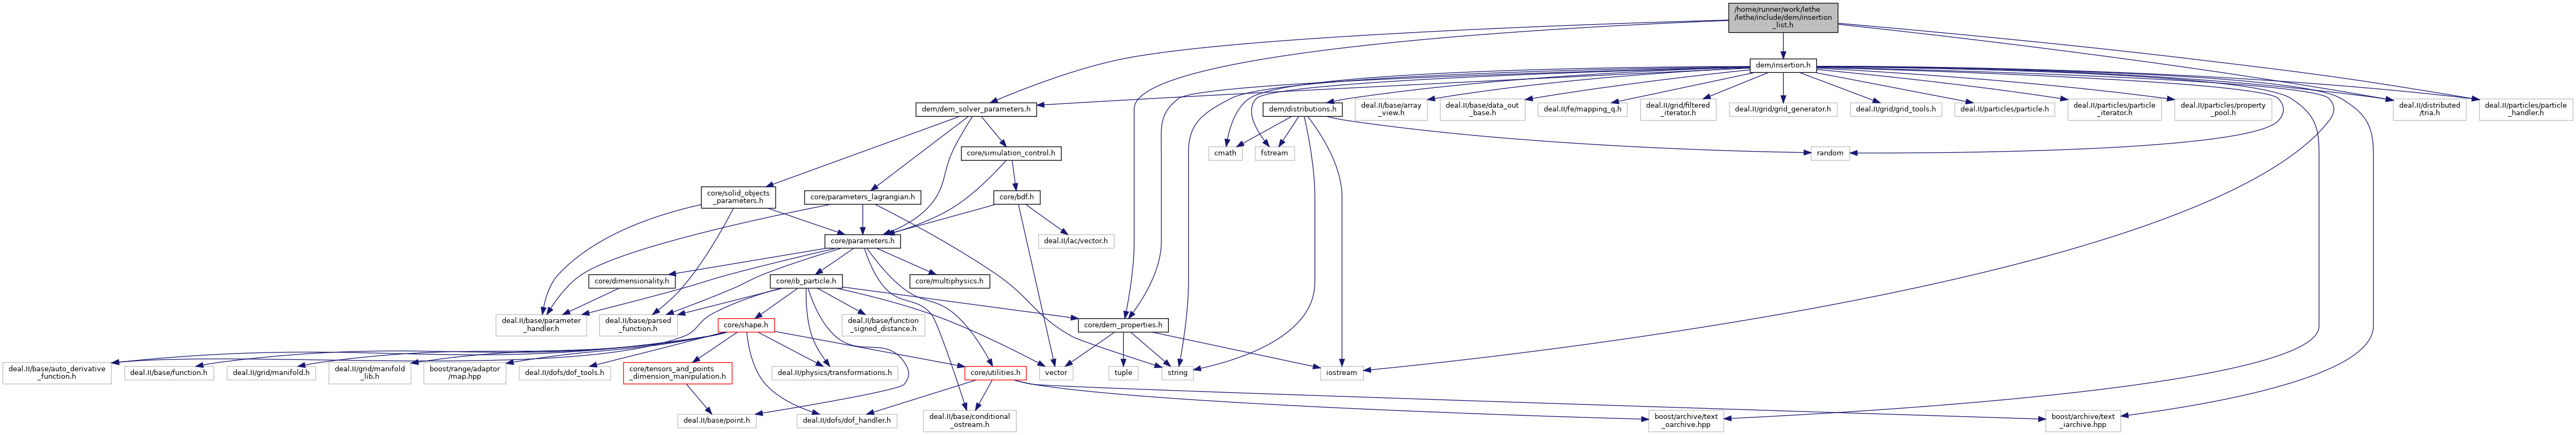 /home/runner/work/lethe
/lethe/include/dem/insertion
_list.h
dem/insertion.h
dem/dem_solver_parameters.h
dem/distributions.h
deal.II/base/array
_view.h
deal.II/base/data_out
_base.h
deal.II/fe/mapping_q.h
deal.II/grid/filtered
_iterator.h
deal.II/grid/grid_generator.h
deal.II/grid/grid_tools.h
deal.II/particles/particle.h
deal.II/particles/particle
_iterator.h
deal.II/particles/property
_pool.h
deal.II/distributed
/tria.h
deal.II/particles/particle
_handler.h
core/simulation_control.h
cmath
fstream
random
core/solid_objects
_parameters.h
core/parameters_lagrangian.h
core/bdf.h
core/parameters.h
deal.II/lac/vector.h
core/dimensionality.h
core/ib_particle.h
core/multiphysics.h
deal.II/base/parameter
_handler.h
deal.II/base/parsed
_function.h
core/shape.h
deal.II/base/function
_signed_distance.h
core/dem_properties.h
deal.II/base/auto_derivative
_function.h
deal.II/base/function.h
deal.II/grid/manifold.h
deal.II/grid/manifold
_lib.h
boost/range/adaptor
/map.hpp
deal.II/dofs/dof_tools.h
core/tensors_and_points
_dimension_manipulation.h
deal.II/physics/transformations.h
core/utilities.h
vector
tuple
string
iostream
deal.II/base/point.h
deal.II/dofs/dof_handler.h
deal.II/base/conditional
_ostream.h
boost/archive/text
_oarchive.hpp
boost/archive/text
_iarchive.hpp